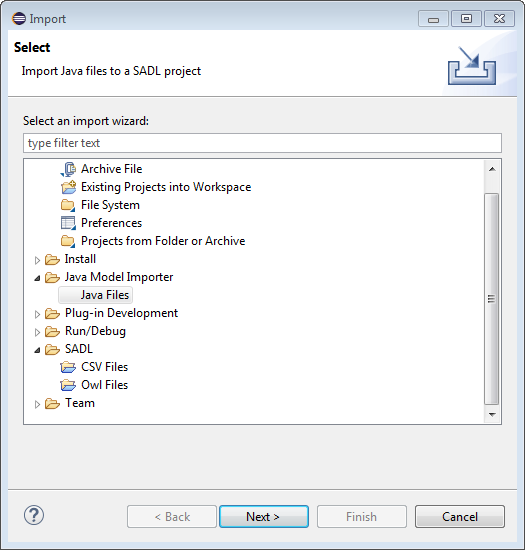 Import
Select
Import Java files to a SADL project
Select an import wizard:
type filter text
Archive File
Existing Projects into Workspace
File System
Preferences
Projects from Folder or Archive
Install
Java Model Importer
Java Files
Plug-in Development
Run/Debug
SADL
CSV Files
Owl Files
Team
?
< Back
Next >
Finish
Cancel